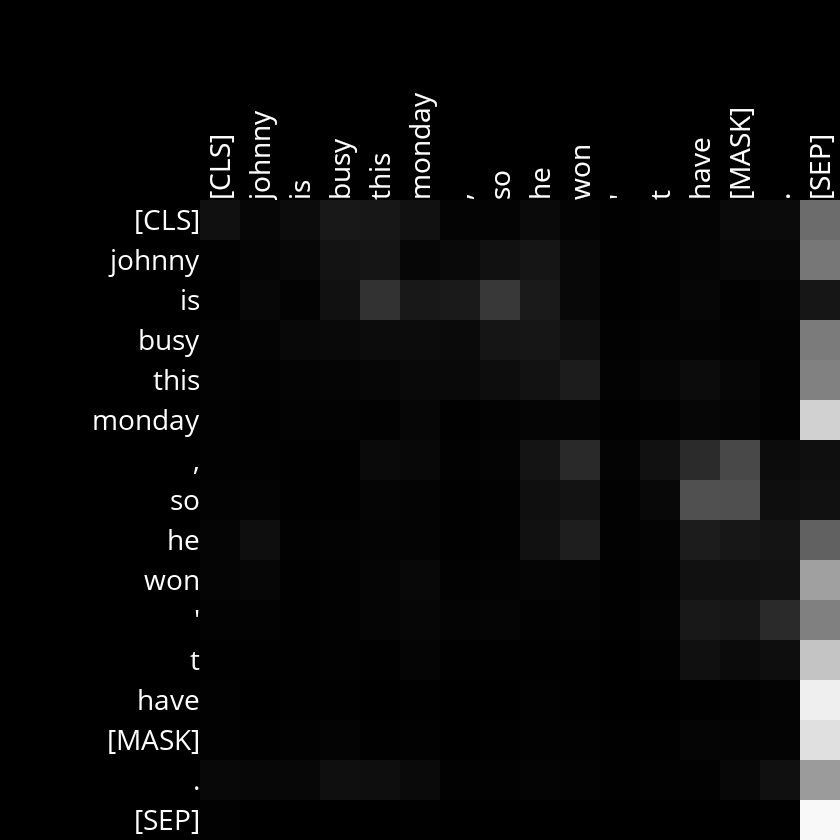 [CLS] johnny is busy this monday , so he won ' t have [MASK] . [SEP]
[CLS]
johnny
is
busy
this
monday
,
so
he
won
'
t
have
[MASK]
.
[SEP]